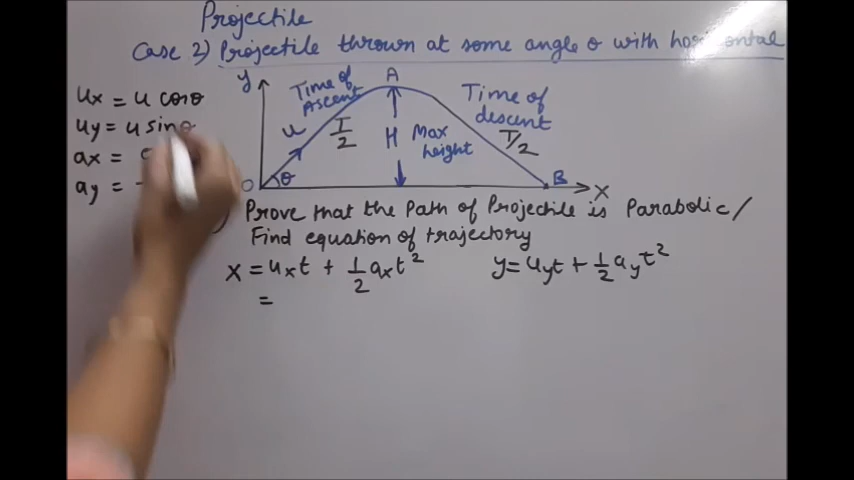 Projectile
Case 2) Projectile thrown at some angle θ with horizontal
ux = u cosθ
uy = u sinθ
ax =
ay = -
y
Time of
Ascent
T/2
u
θ
O
A
H
Max
height
Time of
descent
T/2
B
X
Prove that the Path of Projectile is Parabolic /
Find equation of trajectory
x = uxt + 1/2 axt²
y = uyt + 1/2 ayt²
=